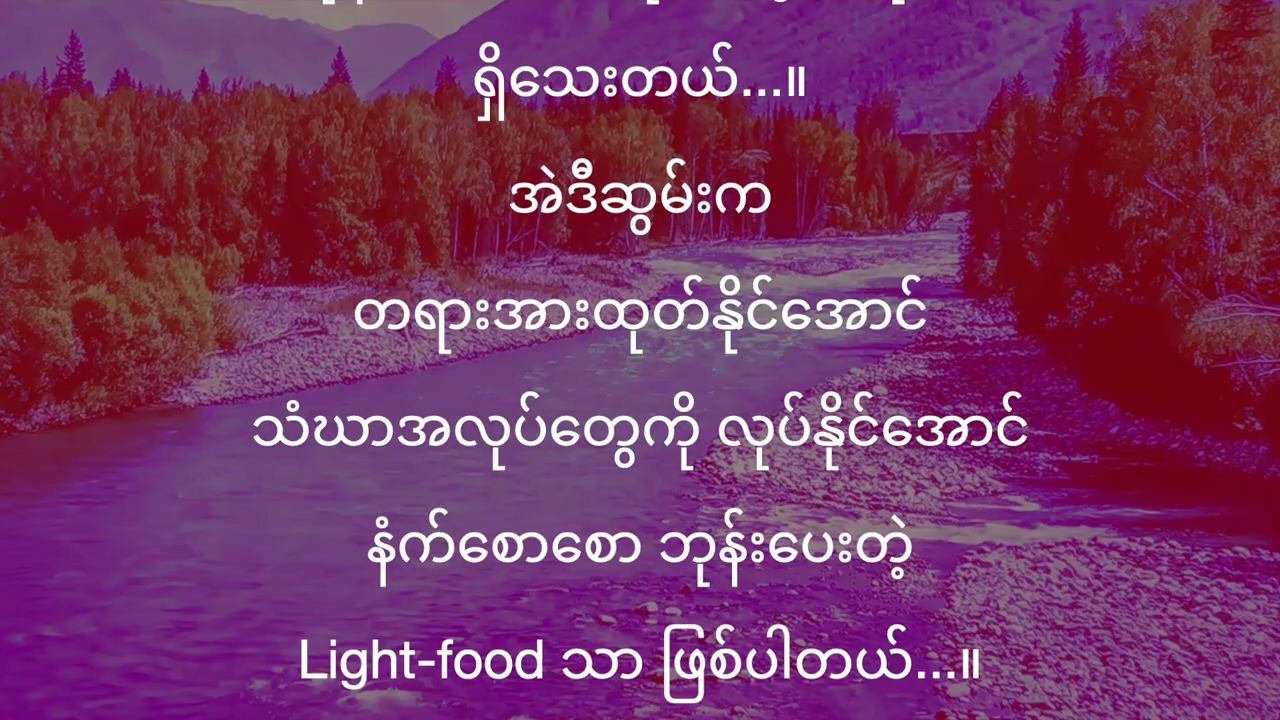 ရှိသေးတယ်...။
အဲဒီဆွမ်းက
တရားအားထုတ်နိုင်အောင်
သံဃာအလုပ်တွေကို လုပ်နိုင်အောင်
နံက်စောစော ဘုန်းပေးတဲ့
Light-food သာ ဖြစ်ပါတယ်...။